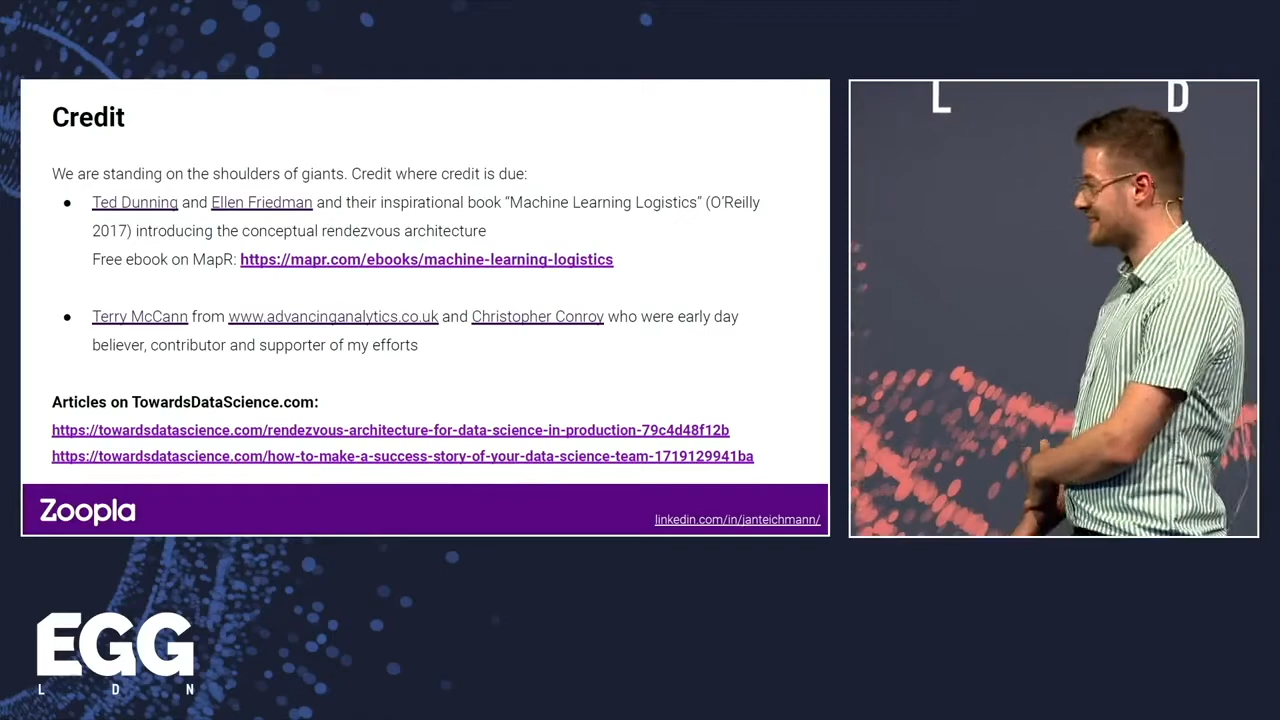 Credit
We are standing on the shoulders of giants. Credit where credit is due:
● Ted Dunning and Ellen Friedman and their inspirational book “Machine Learning Logistics” (O’Reilly
2017) introducing the conceptual rendezvous architecture
Free ebook on MapR: https://mapr.com/ebooks/machine-learning-logistics
● Terry McCann from www.advancinganalytics.co.uk and Christopher Conroy who were early day
believer, contributor and supporter of my efforts
Articles on TowardsDataScience.com:
https://towardsdatascience.com/rendezvous-architecture-for-data-science-in-production-79c4d48f12b
https://towardsdatascience.com/how-to-make-a-success-story-of-your-data-science-team-1719129941ba
Zoopla
linkedin.com/in/janteichmann/
L D
EGG
L D N